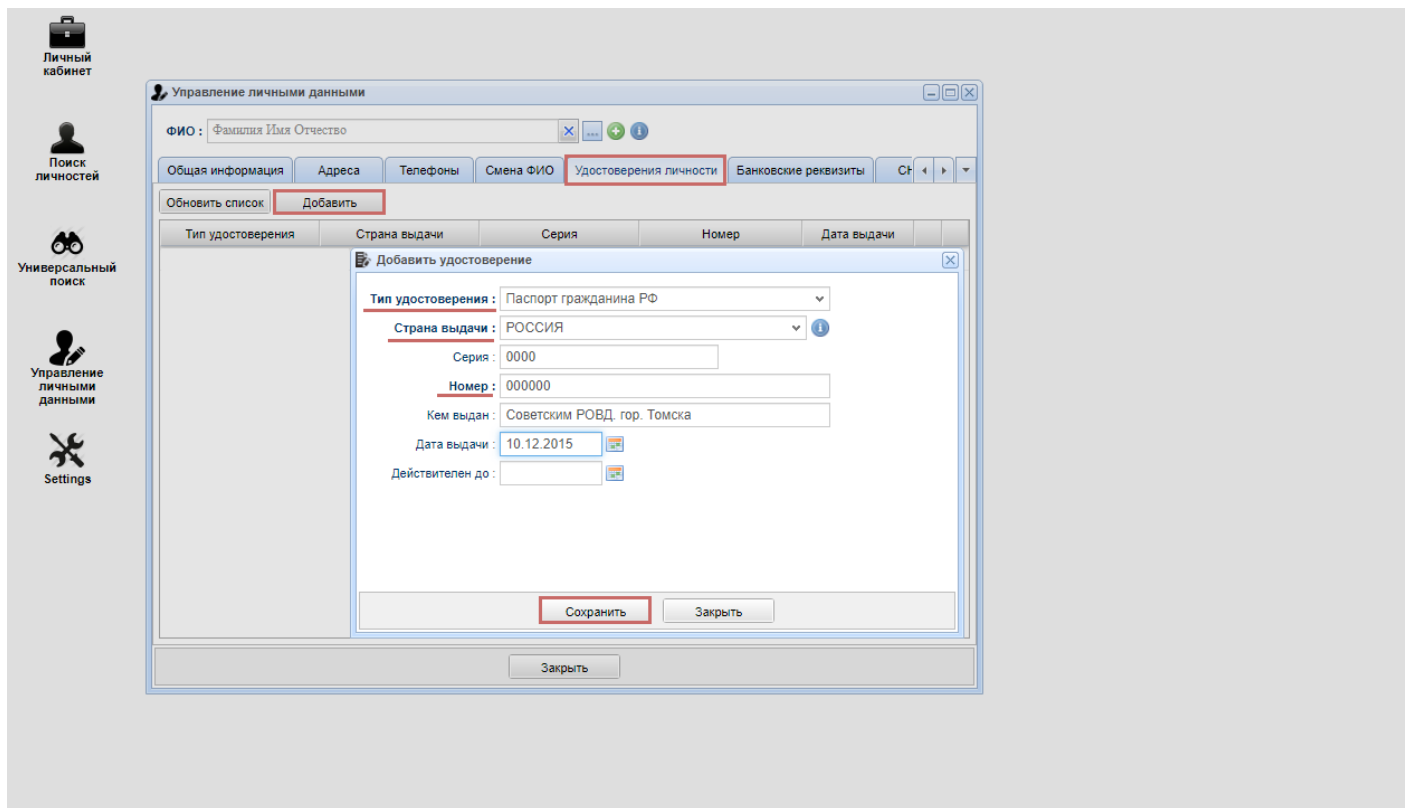 Личный
кабинет
Поиск
личностей
Универсальный
поиск
Управление
личными
данными
Settings
Управление личными данными
ФИО : Фамилия Имя Отчество
Общая информация Адреса Телефоны Смена ФИО Удостоверения личности Банковские реквизиты
Обновить список Добавить
Тип удостоверения Страна выдачи Серия Номер Дата выдачи
Добавить удостоверение
Тип удостоверения : Паспорт гражданина РФ
Страна выдачи : РОССИЯ
Серия : 0000
Номер : 000000
Кем выдан : Советским РОВД. гор. Томска
Дата выдачи : 10.12.2015
Действителен до :
Сохранить Закрыть
Закрыть